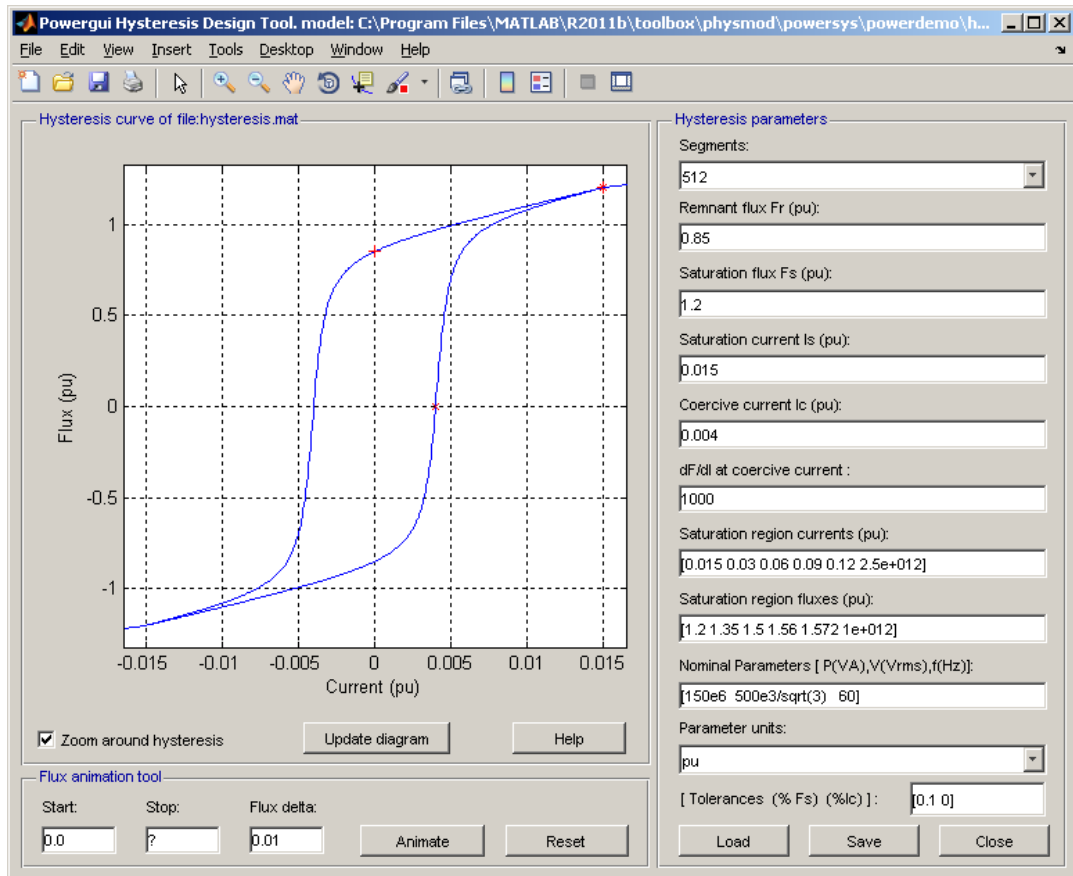 Powergui Hysteresis Design Tool. model: C:\Program Files\MATLAB\R2011b\toolbox\physmod\powersys\powerdemo\h...
File Edit View Insert Tools Desktop Window Help
Hysteresis curve of file:hysteresis.mat
1
0.5
0
-0.5
-1
Flux (pu)
-0.015 -0.01 -0.005 0 0.005 0.01 0.015
Current (pu)
Zoom around hysteresis
Update diagram
Help
Flux animation tool
Start: Stop: Flux delta:
0.0 ? 0.01 Animate Reset
Hysteresis parameters
Segments:
512
Remnant flux Fr (pu):
0.85
Saturation flux Fs (pu):
1.2
Saturation current Is (pu):
0.015
Coercive current Ic (pu):
0.004
dF/dI at coercive current :
1000
Saturation region currents (pu):
[0.015 0.03 0.06 0.09 0.12 2.5e+012]
Saturation region fluxes (pu):
[1.2 1.35 1.5 1.56 1.572 1e+012]
Nominal Parameters [ P(VA),V(Vrms),f(Hz)]:
[150e6 500e3/sqrt(3) 60]
Parameter units:
pu
[ Tolerances (% Fs) (%Ic) ] : [0.1 0]
Load Save Close